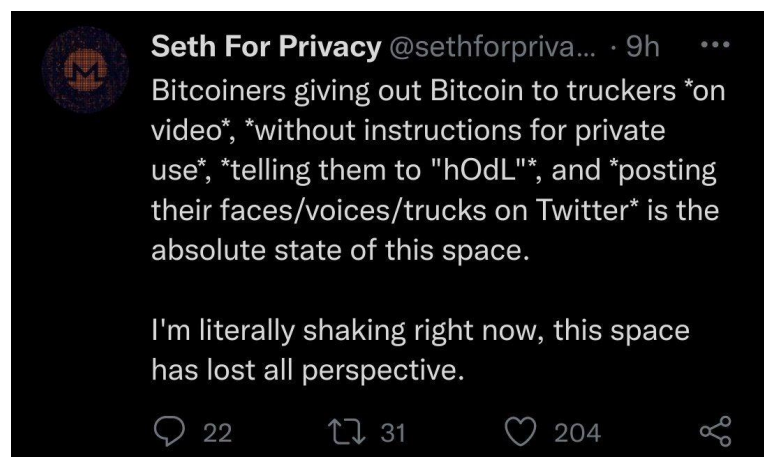 Seth For Privacy @sethforpriva... · 9h
Bitcoiners giving out Bitcoin to truckers *on
video*, *without instructions for private
use*, *telling them to "hOdL"*, and *posting
their faces/voices/trucks on Twitter* is the
absolute state of this space.
I'm literally shaking right now, this space
has lost all perspective.
22 31 204